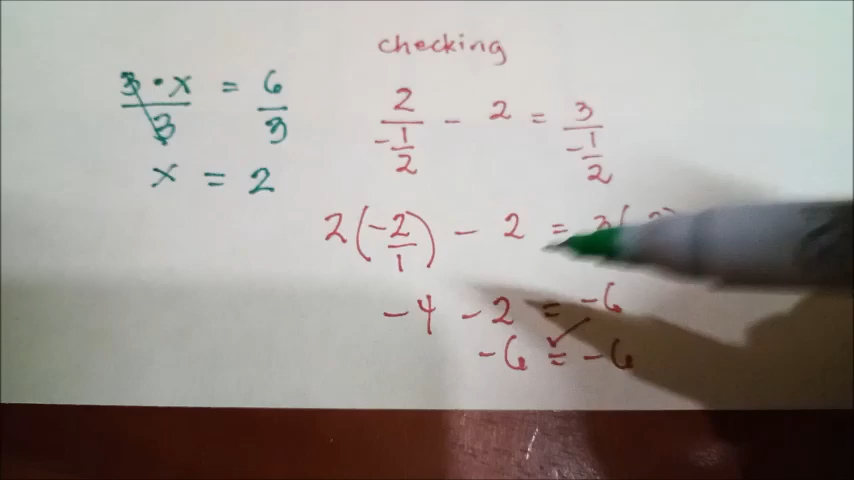 3 · x / 3 = 6 / 3
x = 2
checking
2 / -1/2 - 2 = 3 / -1/2
2(-2/1) - 2 =
-4 - 2 = -6
-6 = -6